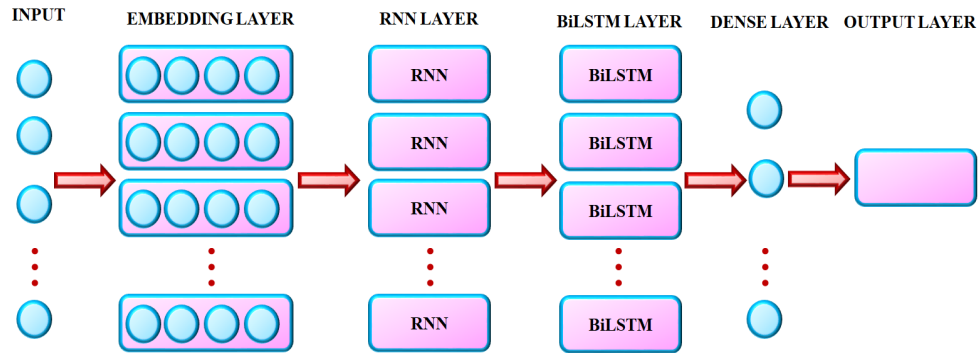 INPUT
EMBEDDING LAYER
RNN LAYER
BiLSTM LAYER
DENSE LAYER
OUTPUT LAYER
RNN
BiLSTM
RNN
BiLSTM
RNN
BiLSTM
RNN
BiLSTM